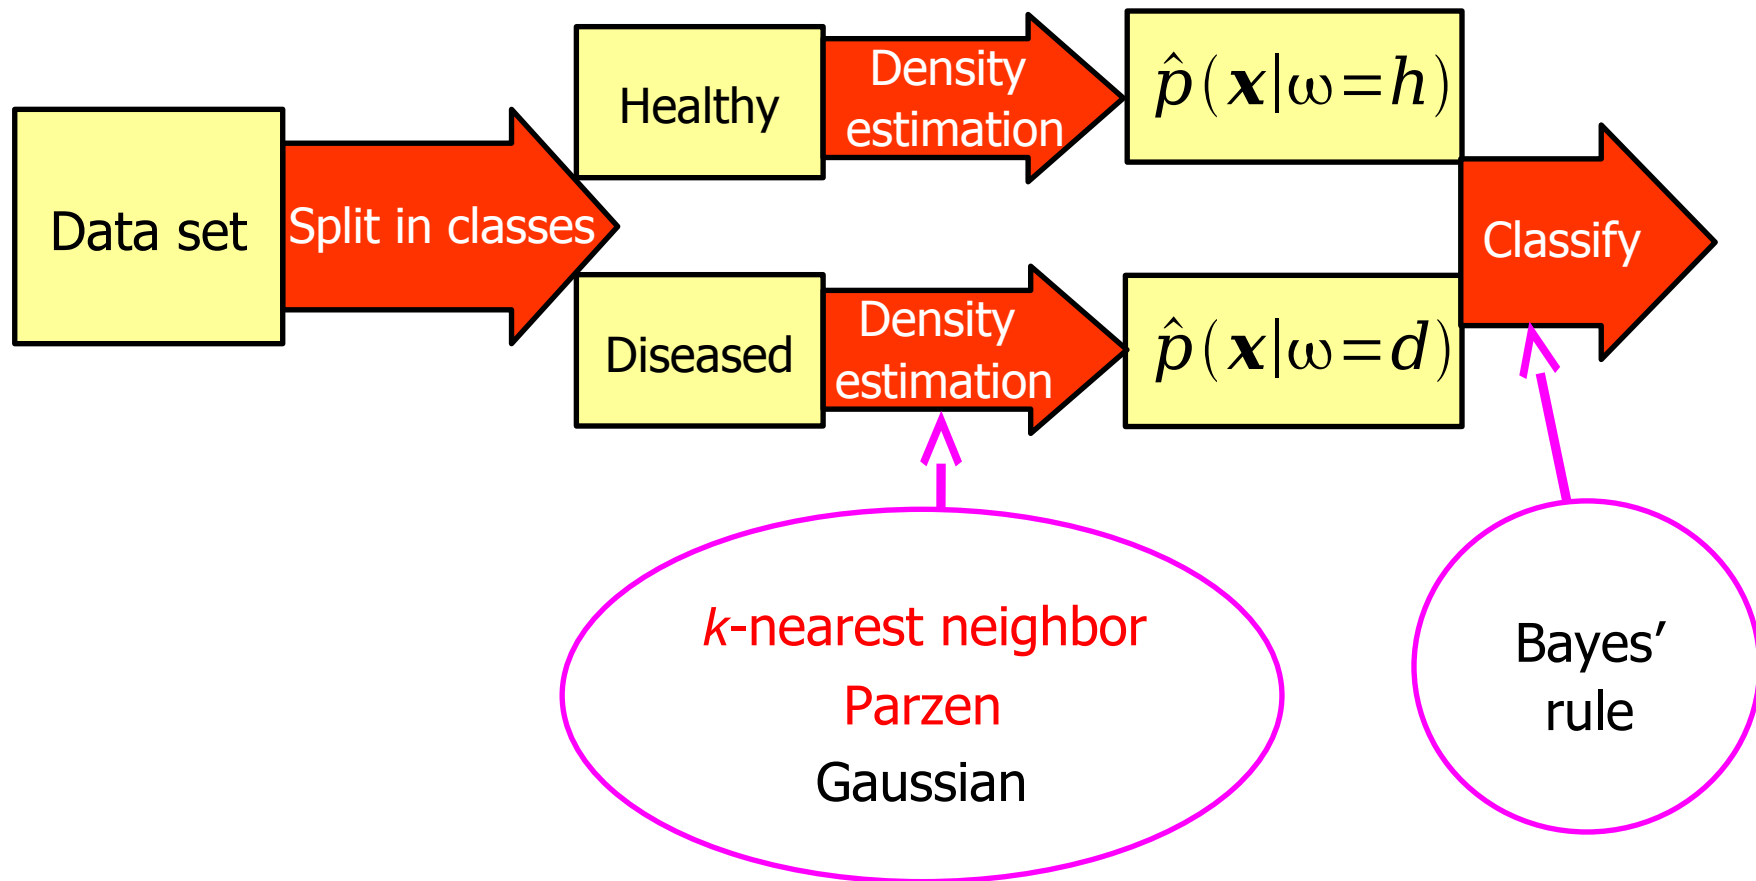 Data set
Split in classes
Healthy
Density
estimation
p̂(x|ω=h)
Diseased
Density
estimation
p̂(x|ω=d)
Classify
k-nearest neighbor
Parzen
Gaussian
Bayes’
rule